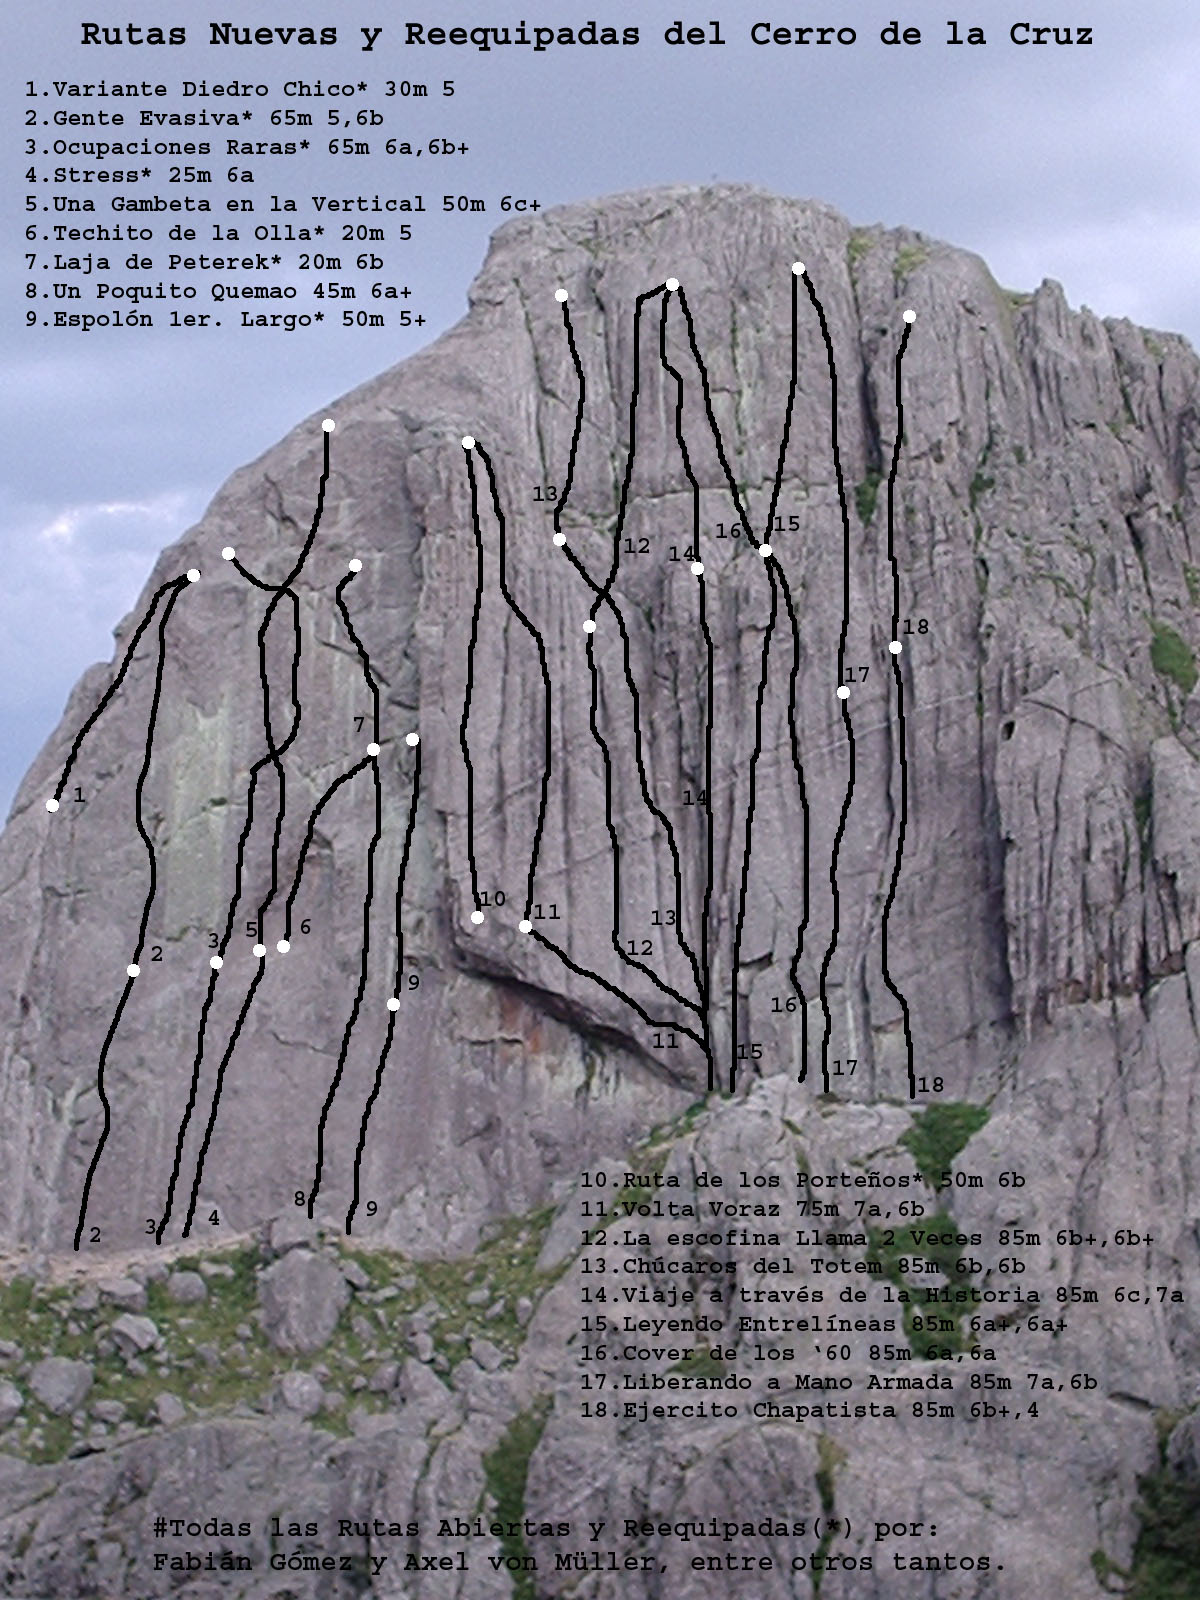 Rutas Nuevas y Reequipadas del Cerro de la Cruz
1.Variante Diedro Chico* 30m 5
2.Gente Evasiva* 65m 5,6b
3.Ocupaciones Raras* 65m 6a,6b+
4.Stress* 25m 6a
5.Una Gambeta en la Vertical 50m 6c+
6.Techito de la Olla* 20m 5
7.Laja de Peterek* 20m 6b
8.Un Poquito Quemao 45m 6a+
9.Espolón 1er. Largo* 50m 5+
13
16
15
12
14
18
17
7
1
14
10
11
13
5
6
3
12
2
9
16
11
15
17
18
8
9
4
3
2
10.Ruta de los Porteños* 50m 6b
11.Volta Voraz 75m 7a,6b
12.La escofina Llama 2 Veces 85m 6b+,6b+
13.Chúcaros del Totem 85m 6b,6b
14.Viaje a través de la Historia 85m 6c,7a
15.Leyendo Entrelíneas 85m 6a+,6a+
16.Cover de los ‘60 85m 6a,6a
17.Liberando a Mano Armada 85m 7a,6b
18.Ejercito Chapatista 85m 6b+,4
#Todas las Rutas Abiertas y Reequipadas(*) por:
Fabián Gómez y Axel von Müller, entre otros tantos.